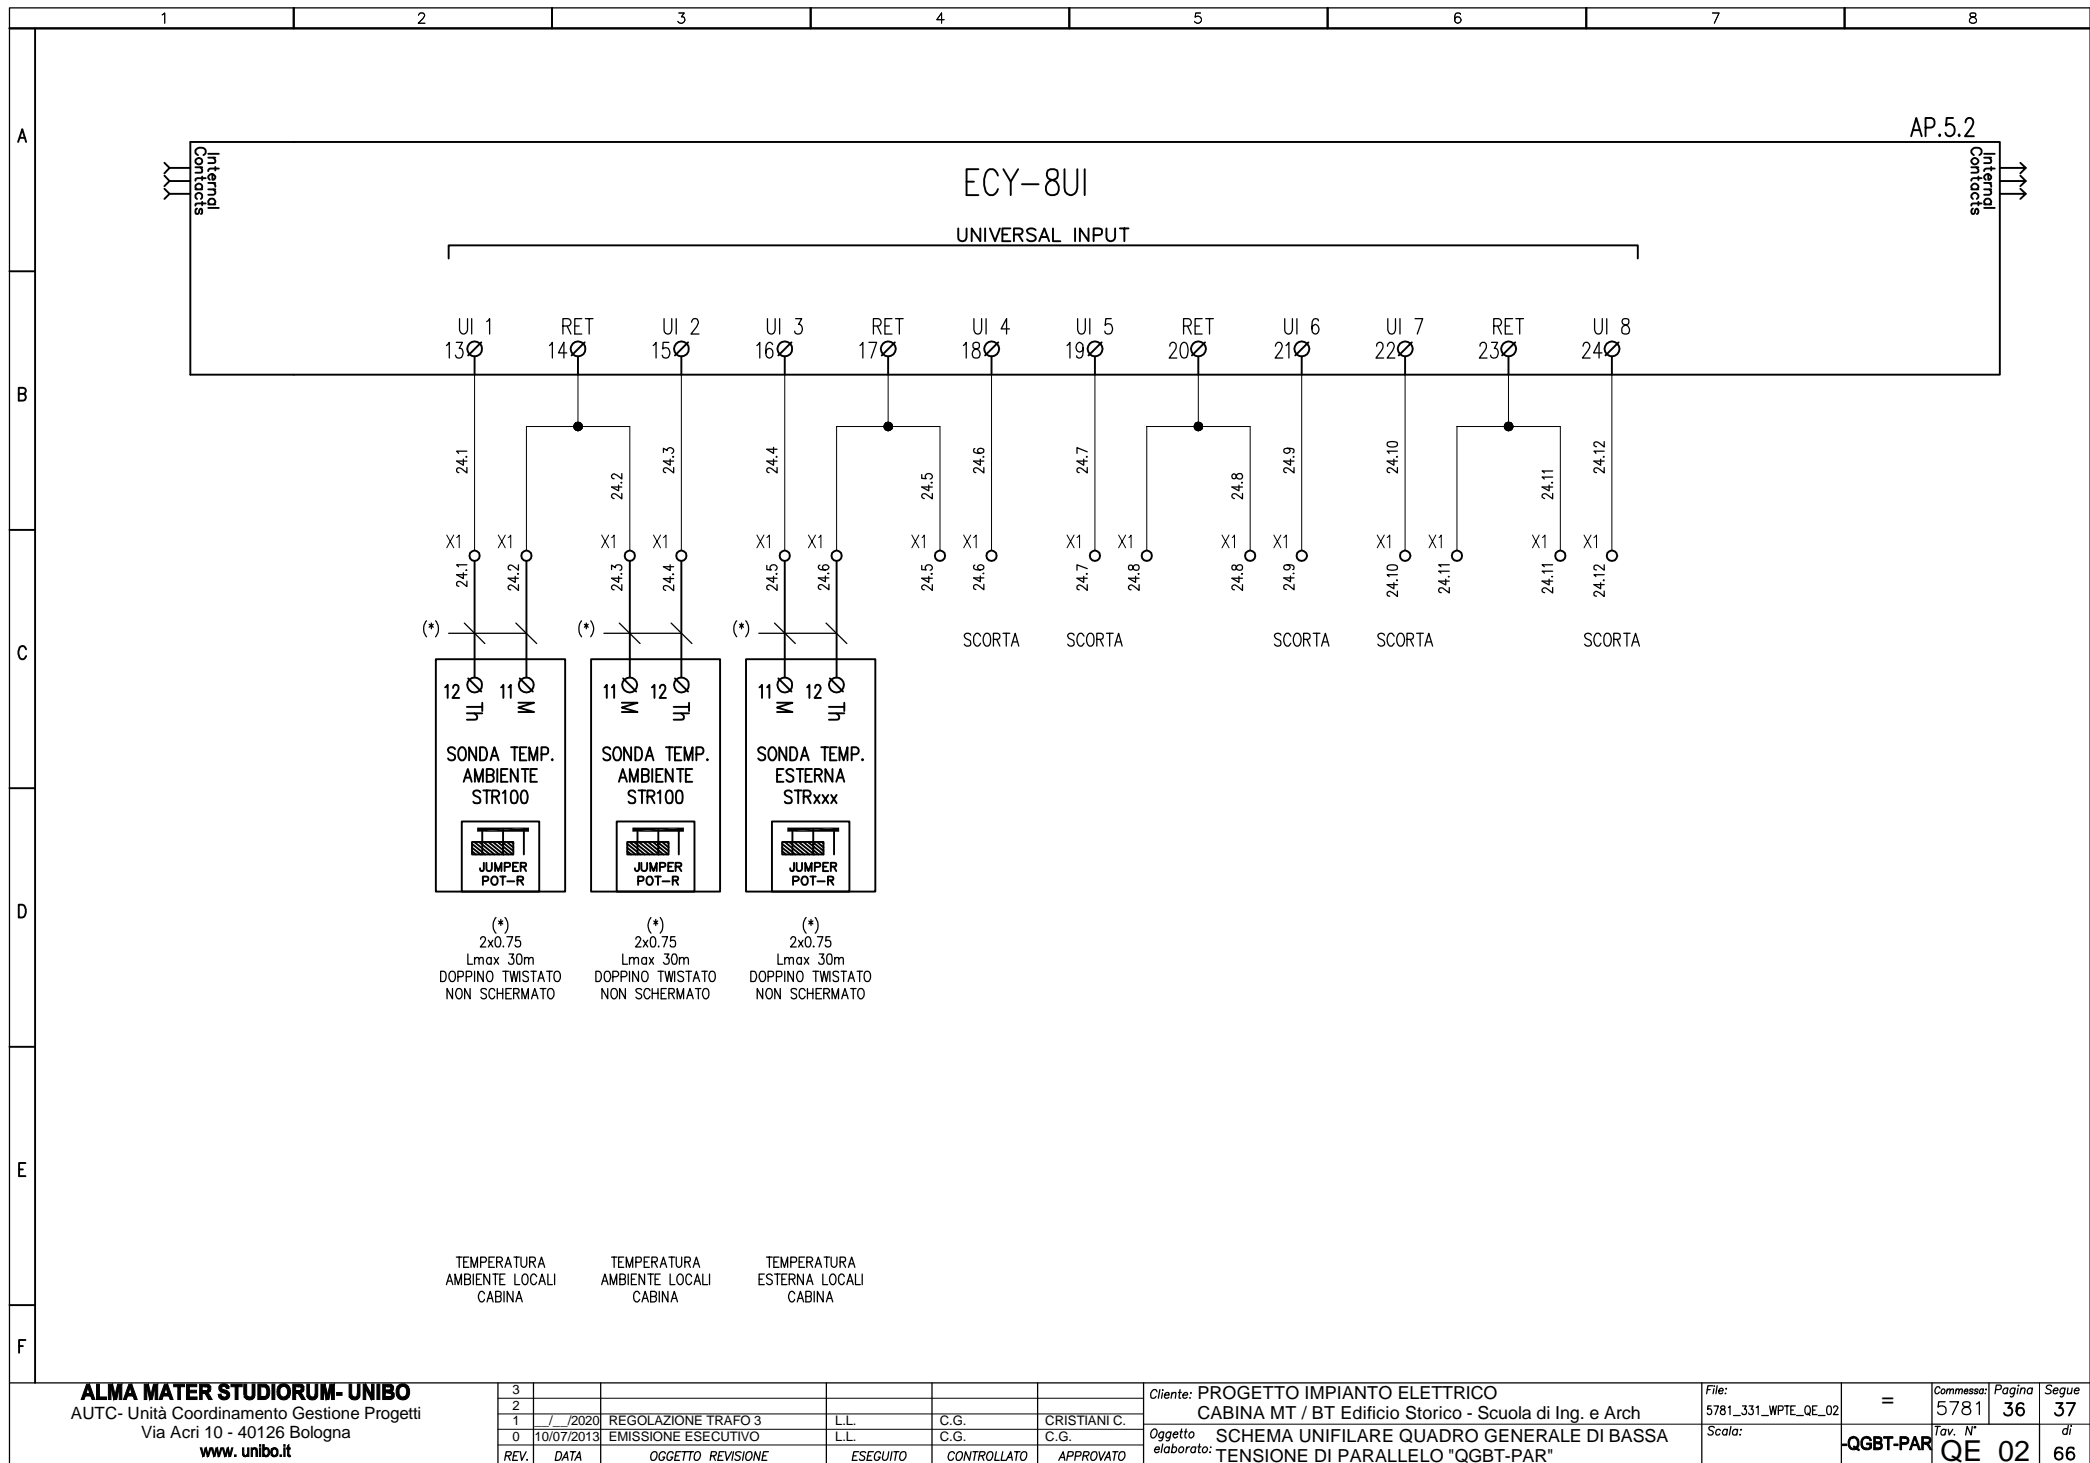 1 2 3 4 5 6 7 8
A
AP.5.2
Internal
Contacts
ECY-8UI
Internal
Contacts
UNIVERSAL INPUT
UI 1 RET UI 2 UI 3 RET UI 4 UI 5 RET UI 6 UI 7 RET UI 8
13 14 15 16 17 18 19 20 21 22 23 24
B
24.1 24.2 24.3 24.4 24.5 24.6 24.7 24.8 24.9 24.10 24.11 24.12
X1 X1 X1 X1 X1 X1 X1 X1 X1 X1 X1 X1 X1 X1 X1 X1
24.1 24.2 24.3 24.4 24.5 24.6 24.5 24.6 24.7 24.8 24.8 24.9 24.10 24.11 24.11 24.12
(*) (*) (*)
C
SCORTA SCORTA SCORTA SCORTA SCORTA
12 11 11 12 11 12
Th M M Th M Th
SONDA TEMP. SONDA TEMP. SONDA TEMP.
AMBIENTE AMBIENTE ESTERNA
STR100 STR100 STRxxx
JUMPER JUMPER JUMPER
POT-R POT-R POT-R
D
(*) (*) (*)
2x0.75 2x0.75 2x0.75
Lmax 30m Lmax 30m Lmax 30m
DOPPINO TWISTATO DOPPINO TWISTATO DOPPINO TWISTATO
NON SCHERMATO NON SCHERMATO NON SCHERMATO
E
TEMPERATURA TEMPERATURA TEMPERATURA
AMBIENTE LOCALI AMBIENTE LOCALI ESTERNA LOCALI
CABINA CABINA CABINA
F
ALMA MATER STUDIORUM- UNIBO
AUTC- Unità Coordinamento Gestione Progetti
Via Acri 10 - 40126 Bologna
www. unibo.it
3
2
1 __/__/2020 REGOLAZIONE TRAFO 3 L.L. C.G. CRISTIANI C.
0 10/07/2013 EMISSIONE ESECUTIVO L.L. C.G. C.G.
REV. DATA OGGETTO REVISIONE ESEGUITO CONTROLLATO APPROVATO
Cliente: PROGETTO IMPIANTO ELETTRICO
CABINA MT / BT Edificio Storico - Scuola di Ing. e Arch
Oggetto elaborato: SCHEMA UNIFILARE QUADRO GENERALE DI BASSA
TENSIONE DI PARALLELO "QGBT-PAR"
File:
5781_331_WPTE_QE_02
Scala:
=
-QGBT-PAR
Commessa: Pagina Segue
5781 36 37
Tav. N° di
QE 02 66